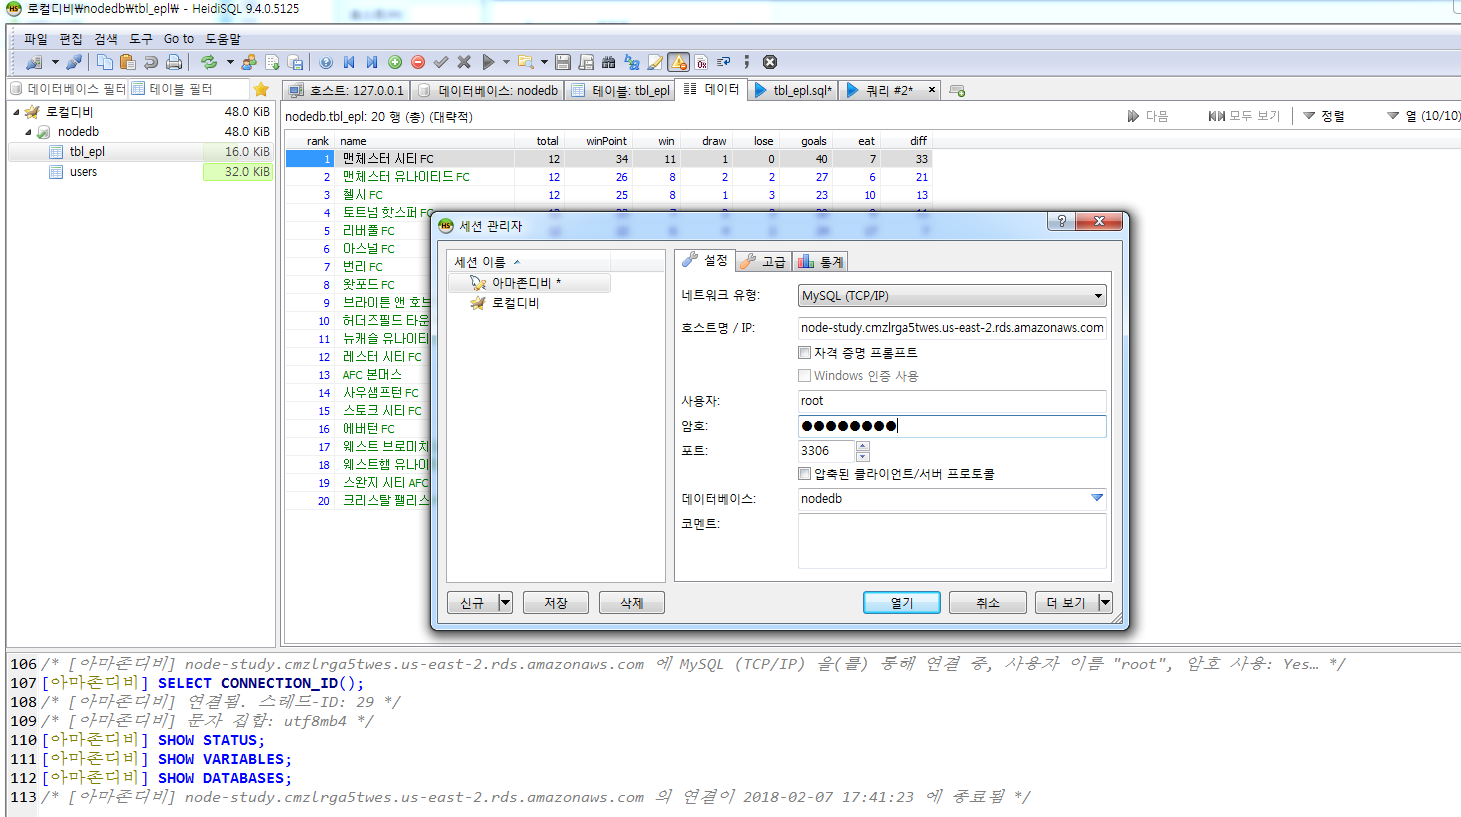 로컬디비₩nodedb₩tbl_epl₩ - HeidiSQL 9.4.0.5125
파일 편집 검색 도구 Go to 도움말
데이터베이스 필터 테이블 필터
호스트: 127.0.0.1 데이터베이스: nodedb 테이블: tbl_epl 데이터 tbl_epl.sql* 쿼리 #2*
로컬디비 48.0 KiB
nodedb 48.0 KiB
tbl_epl 16.0 KiB
users 32.0 KiB
nodedb.tbl_epl: 20 행 (총) (대략적) 다음 모두 보기 정렬 열 (10/10)
rank name total winPoint win draw lose goals eat diff
1 맨체스터 시티 FC 12 34 11 1 0 40 7 33
2 맨체스터 유나이티드 FC 12 26 8 2 2 27 6 21
3 첼시 FC 12 25 8 1 3 23 10 13
4 토트넘 핫스퍼 FC
5 리버풀 FC
6 아스널 FC
7 번리 FC
8 왓포드 FC
9 브라이튼 앤 호브
10 허더즈필드 타운
11 뉴캐슬 유나이티
12 레스터 시티 FC
13 AFC 본머스
14 사우샘프턴 FC
15 스토크 시티 FC
16 에버턴 FC
17 웨스트 브로미치
18 웨스트햄 유나이
19 스완지 시티 AFC
20 크리스탈 팰리스
세션 관리자
세션 이름
아마존디비 *
로컬디비
설정 고급 통계
네트워크 유형: MySQL (TCP/IP)
호스트명 / IP: node-study.cmzlrga5twes.us-east-2.rds.amazonaws.com
자격 증명 프롬프트
Windows 인증 사용
사용자: root
암호: ●●●●●●●●
포트: 3306
압축된 클라이언트/서버 프로토콜
데이터베이스: nodedb
코멘트:
신규 저장 삭제 열기 취소 더 보기
106 /* [아마존디비] node-study.cmzlrga5twes.us-east-2.rds.amazonaws.com 에 MySQL (TCP/IP) 을(를) 통해 연결 중, 사용자 이름 "root", 암호 사용: Yes… */
107 [아마존디비] SELECT CONNECTION_ID();
108 /* [아마존디비] 연결됨. 스레드-ID: 29 */
109 /* [아마존디비] 문자 집합: utf8mb4 */
110 [아마존디비] SHOW STATUS;
111 [아마존디비] SHOW VARIABLES;
112 [아마존디비] SHOW DATABASES;
113 /* [아마존디비] node-study.cmzlrga5twes.us-east-2.rds.amazonaws.com 의 연결이 2018-02-07 17:41:23 에 종료됨 */